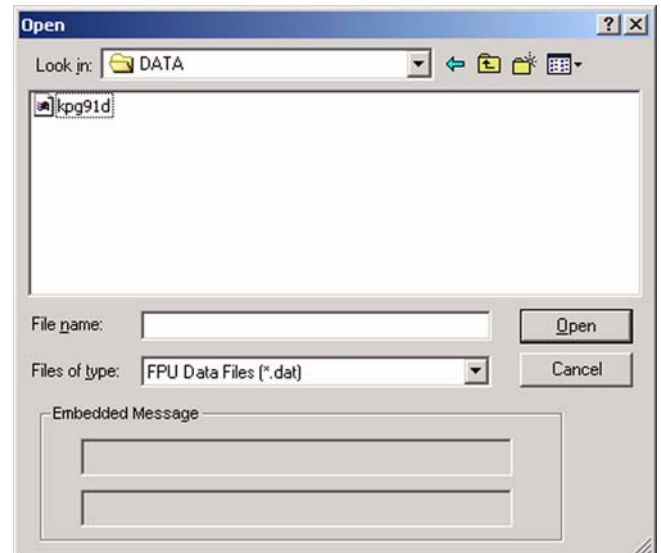 Open
Look in: DATA
kpg91d
File name: Open
Files of type: FPU Data Files (*.dat) Cancel
Embedded Message